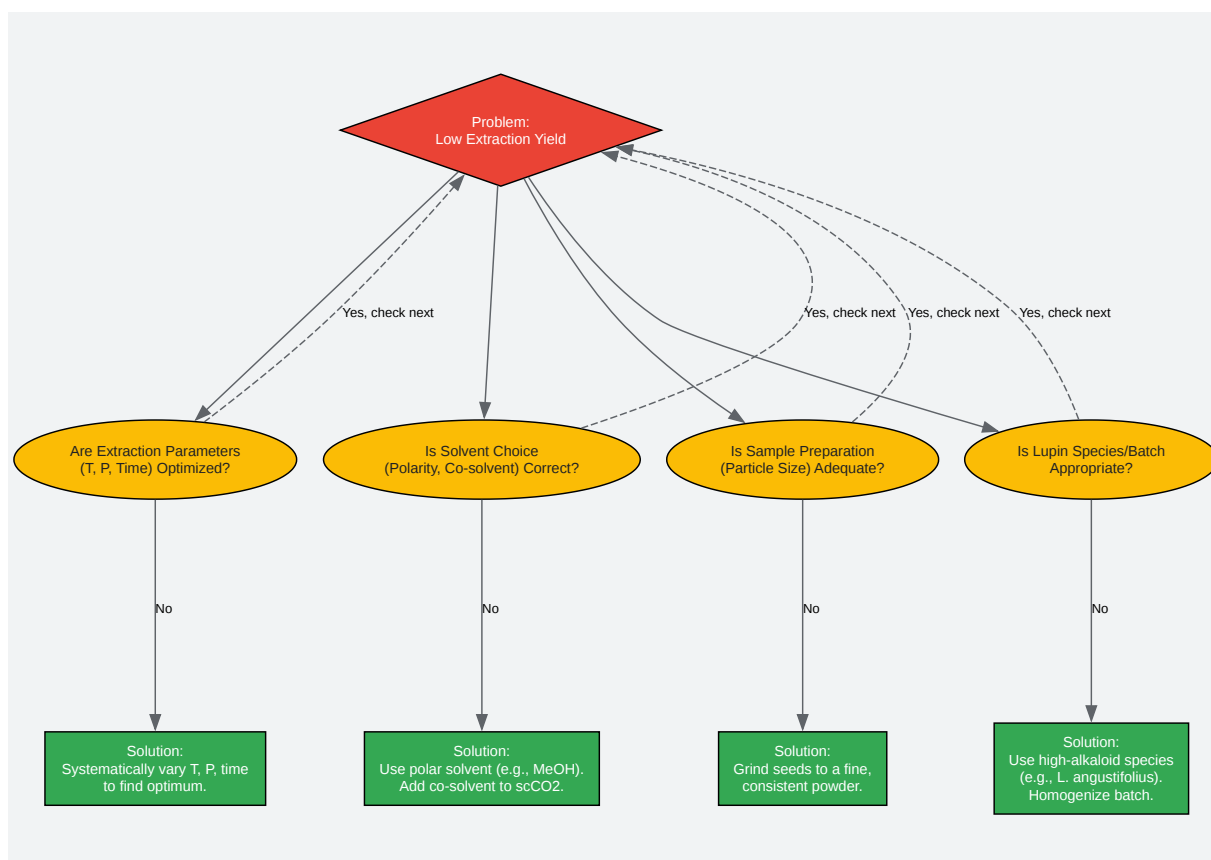 Problem:
Low Extraction Yield
Yes, check next
Yes, check next
Yes, check next
Yes, check next
Are Extraction Parameters
(T, P, Time) Optimized?
Is Solvent Choice
(Polarity, Co-solvent) Correct?
Is Sample Preparation
(Particle Size) Adequate?
Is Lupin Species/Batch
Appropriate?
No
No
No
No
Solution:
Systematically vary T, P, time
to find optimum.
Solution:
Use polar solvent (e.g., MeOH).
Add co-solvent to scCO2.
Solution:
Grind seeds to a fine,
consistent powder.
Solution:
Use high-alkaloid species
(e.g., L. angustifolius).
Homogenize batch.